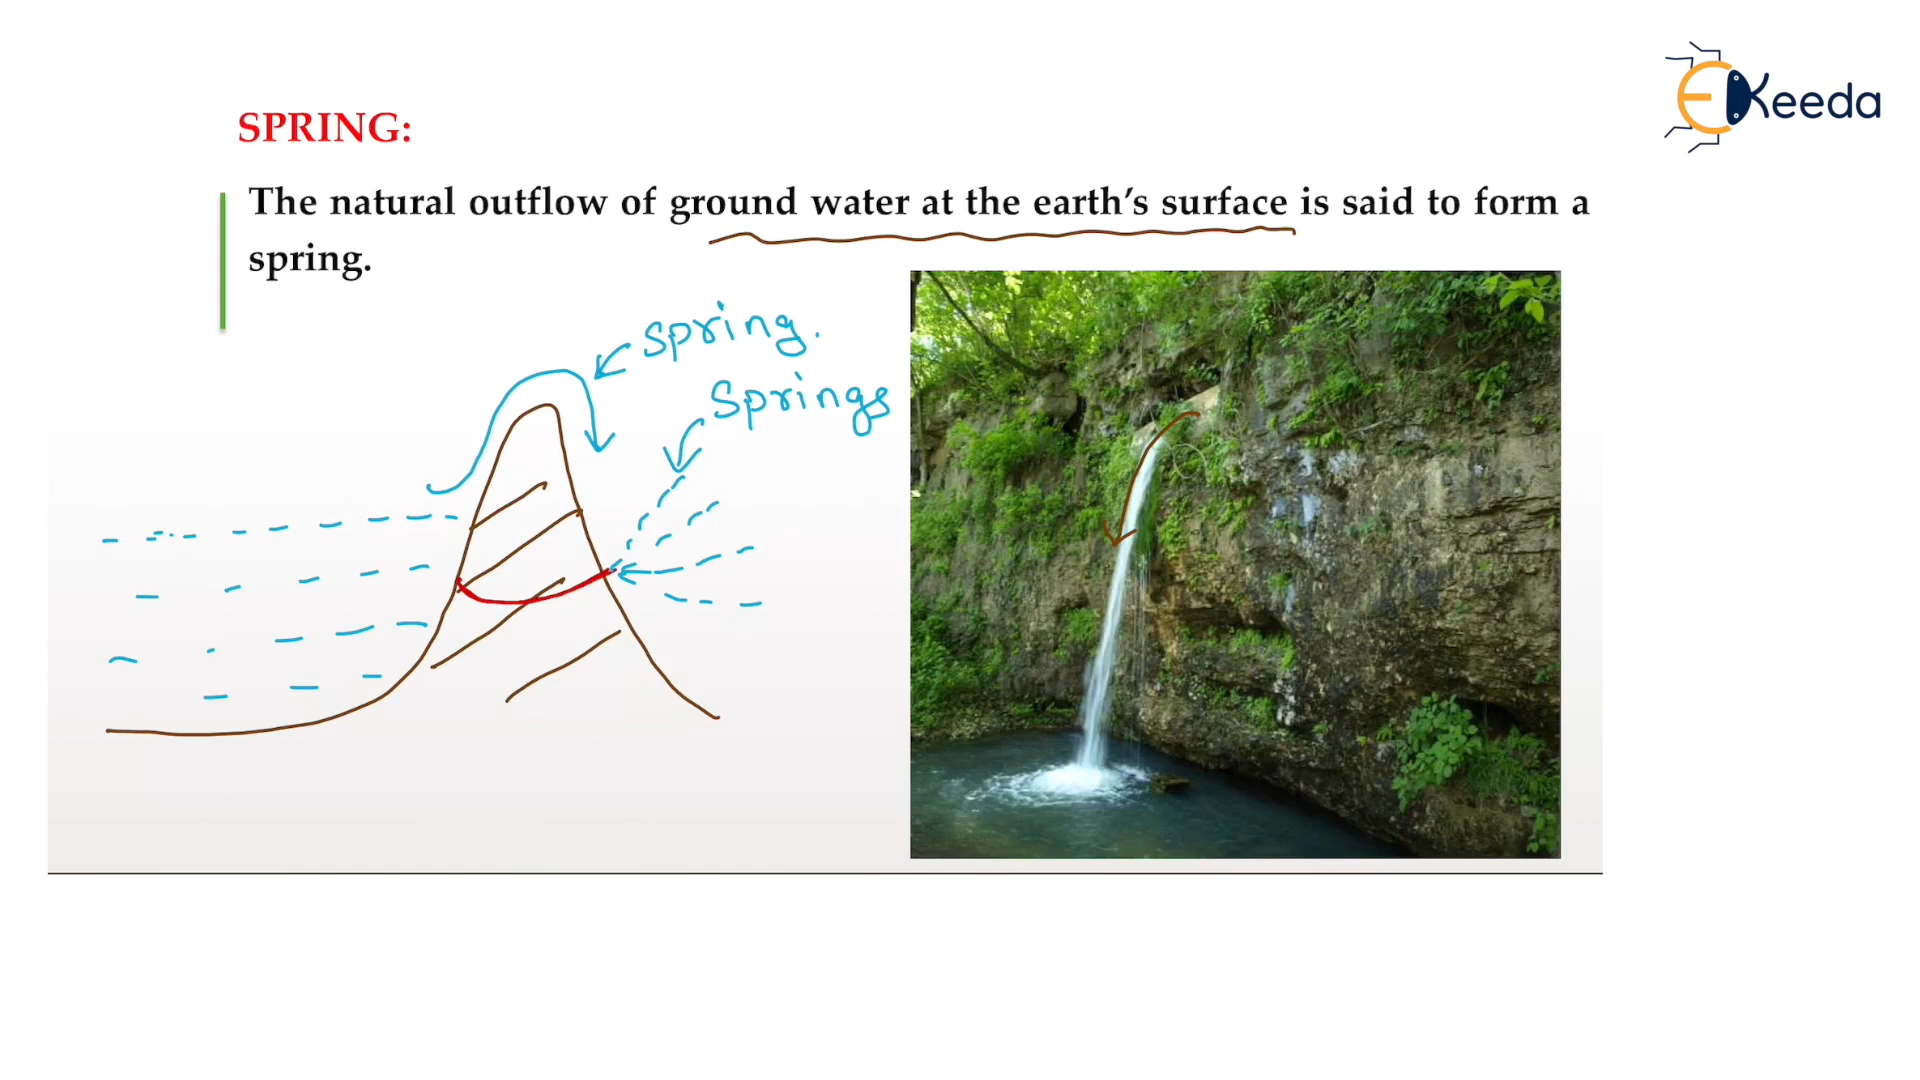 EKeeda
SPRING:
The natural outflow of ground water at the earth’s surface is said to form a
spring.
Spring.
Springs